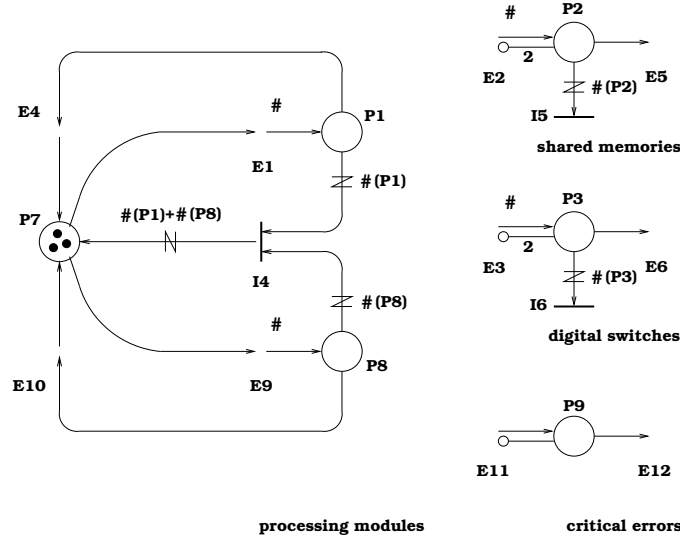 P2
#
2
E2
E5
#(P2)
I5
shared memories
E4
#
P1
E1
#(P1)
P7
#(P1)+#(P8)
I4
#(P8)
#
E10
E9
P8
P3
#
2
E3
E6
#(P3)
I6
digital switches
P9
E11
E12
processing modules
critical errors